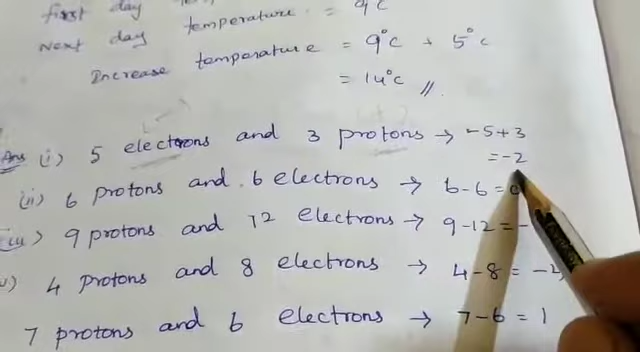 first day
Next day temperature = 9°C
Increase temperature = 9°C + 5°C
= 14°C //
Ans (i) 5 electrons and 3 protons → -5+3
= -2
(ii) 6 protons and 6 electrons → 6-6 = 0
(iii) 9 protons and 12 electrons → 9-12 = -
4 protons and 8 electrons → 4-8 = -4
7 protons and 6 electrons → 7-6 = 1